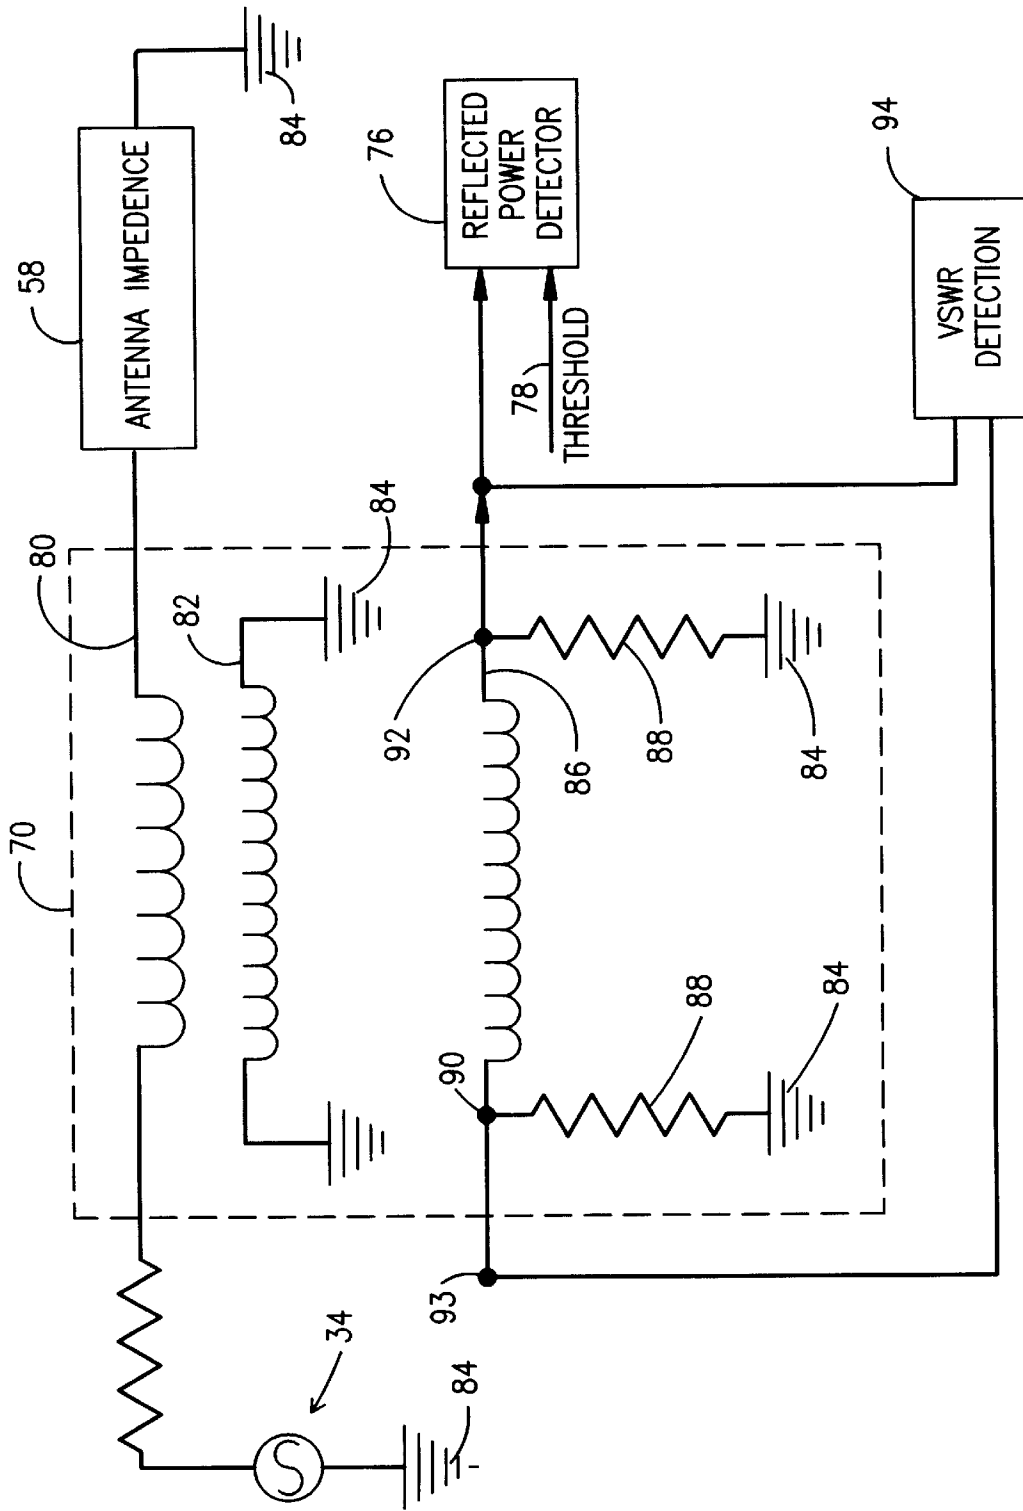 58
ANTENNA IMPEDENCE
84
76
REFLECTED
POWER
DETECTOR
78
THRESHOLD
94
VSWR
DETECTION
80
82
84
70
92
86
88
84
90
88
84
93
34
84